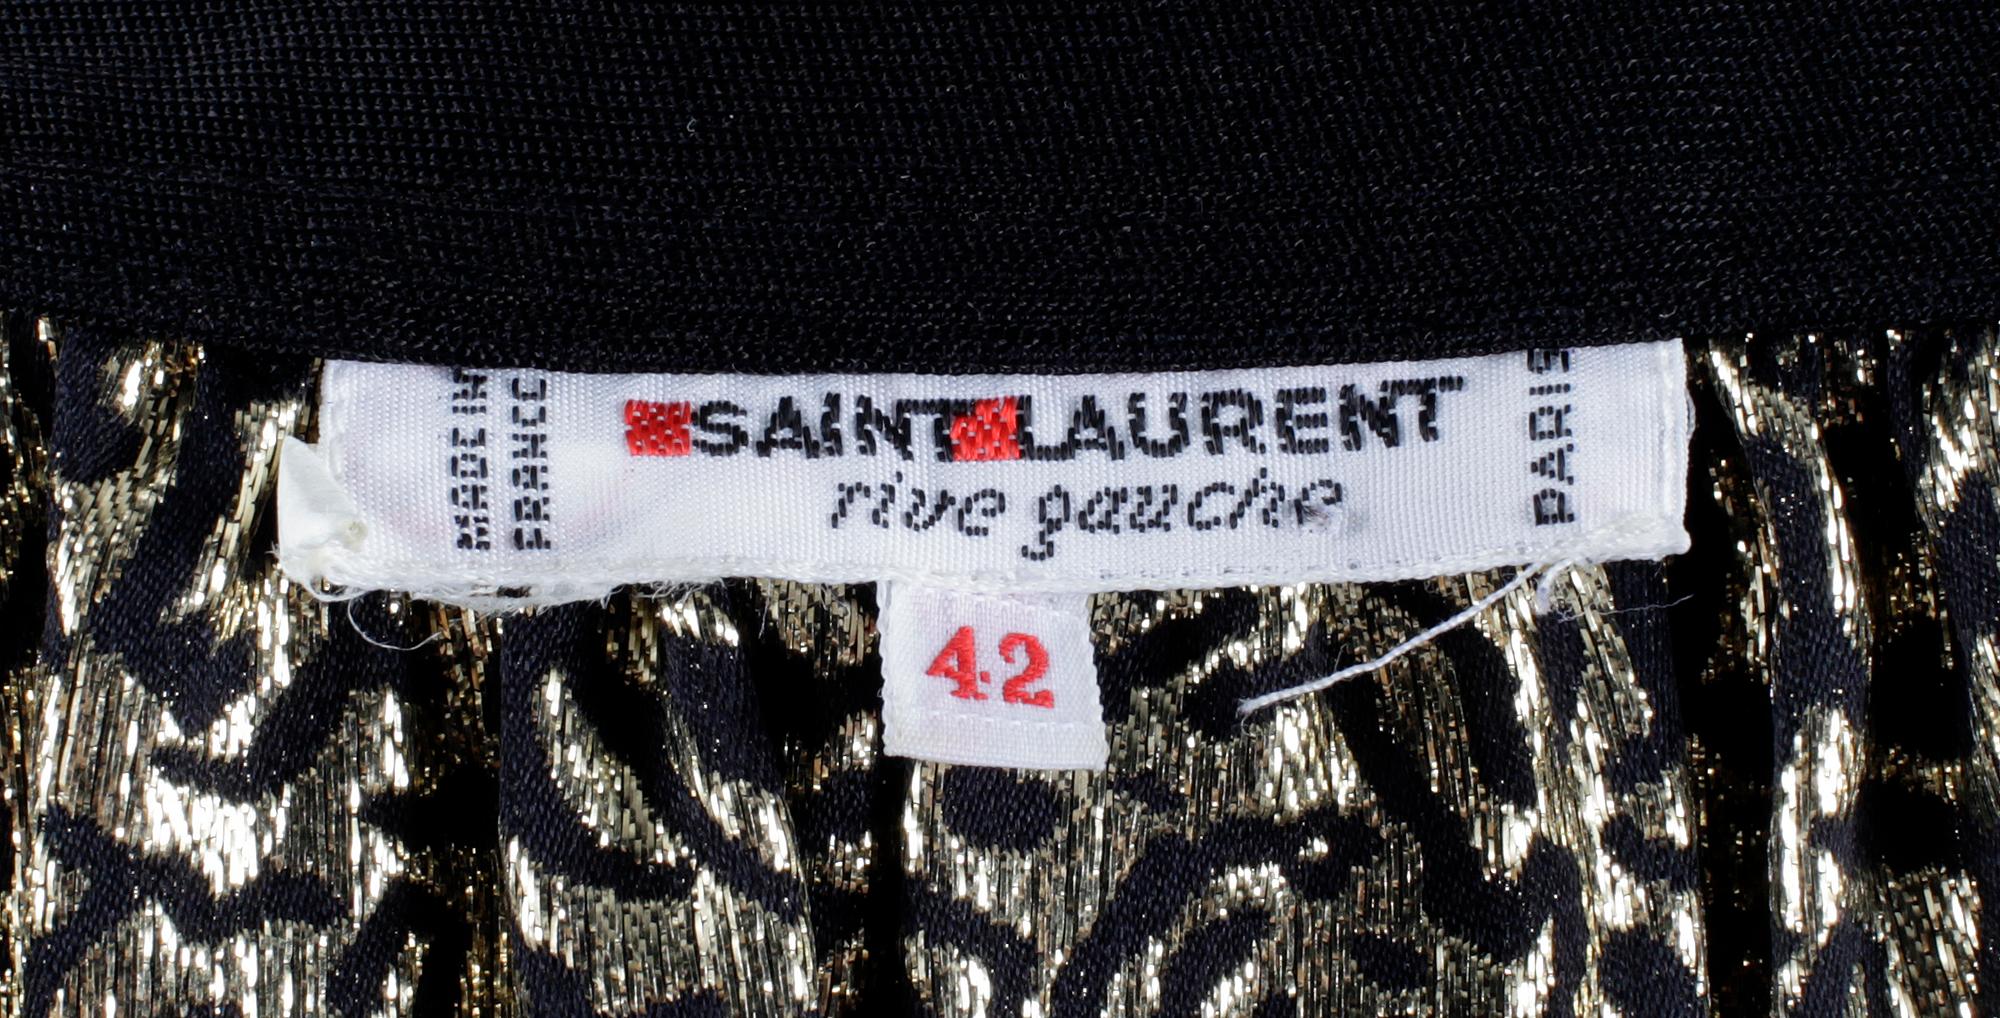 MADE IN
FRANCE
SAINT LAURENT
rive gauche
PARIS
42